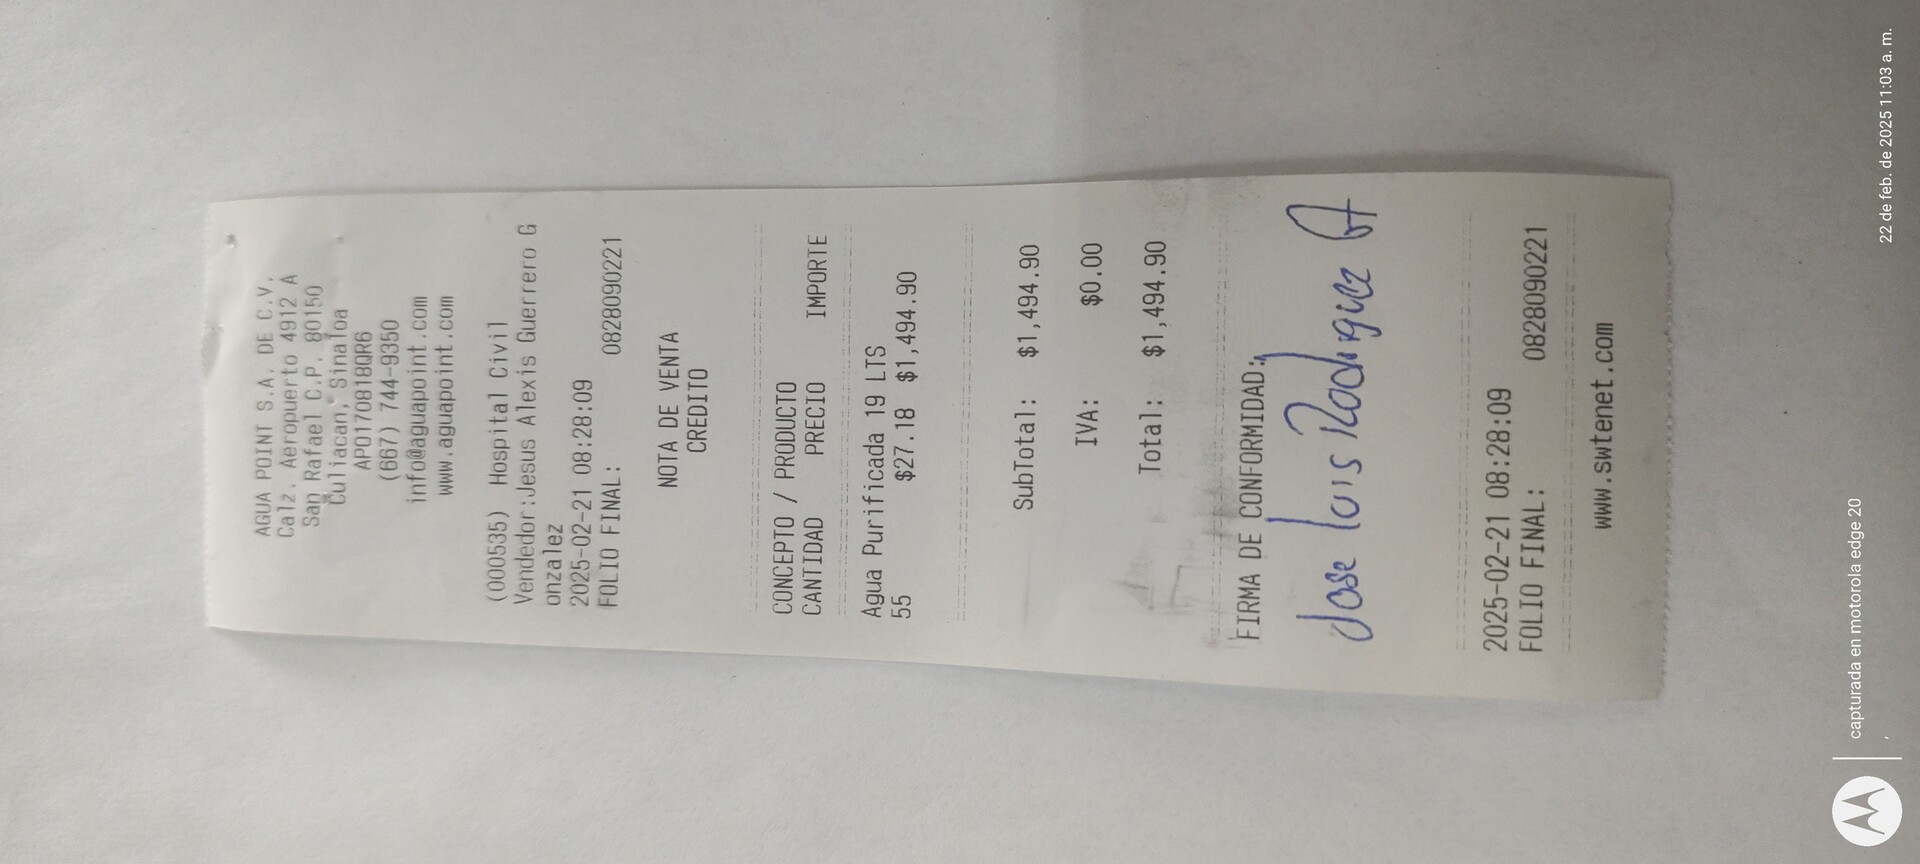 AGUA POINT S.A. DE C.V.
Calz. Aeropuerto 4912 A
San Rafael C.P. 80150
Culiacan, Sinaloa
APO170818QR6
(667) 744-9350
info@aguapoint.com
www.aguapoint.com
(000535) Hospital Civil
Vendedor:Jesus Alexis Guerrero G
onzalez
2025-02-21 08:28:09
FOLIO FINAL: 0828090221
NOTA DE VENTA
CREDITO
CONCEPTO / PRODUCTO
CANTIDAD PRECIO IMPORTE
Agua Purificada 19 LTS
55 $27.18 $1,494.90
SubTotal: $1,494.90
IVA: $0.00
Total: $1,494.90
FIRMA DE CONFORMIDAD:
Jose Luis Rodriguez A
2025-02-21 08:28:09
FOLIO FINAL: 0828090221
www.swtenet.com
capturada en motorola edge 20
,
22 de feb. de 2025 11:03 a. m.